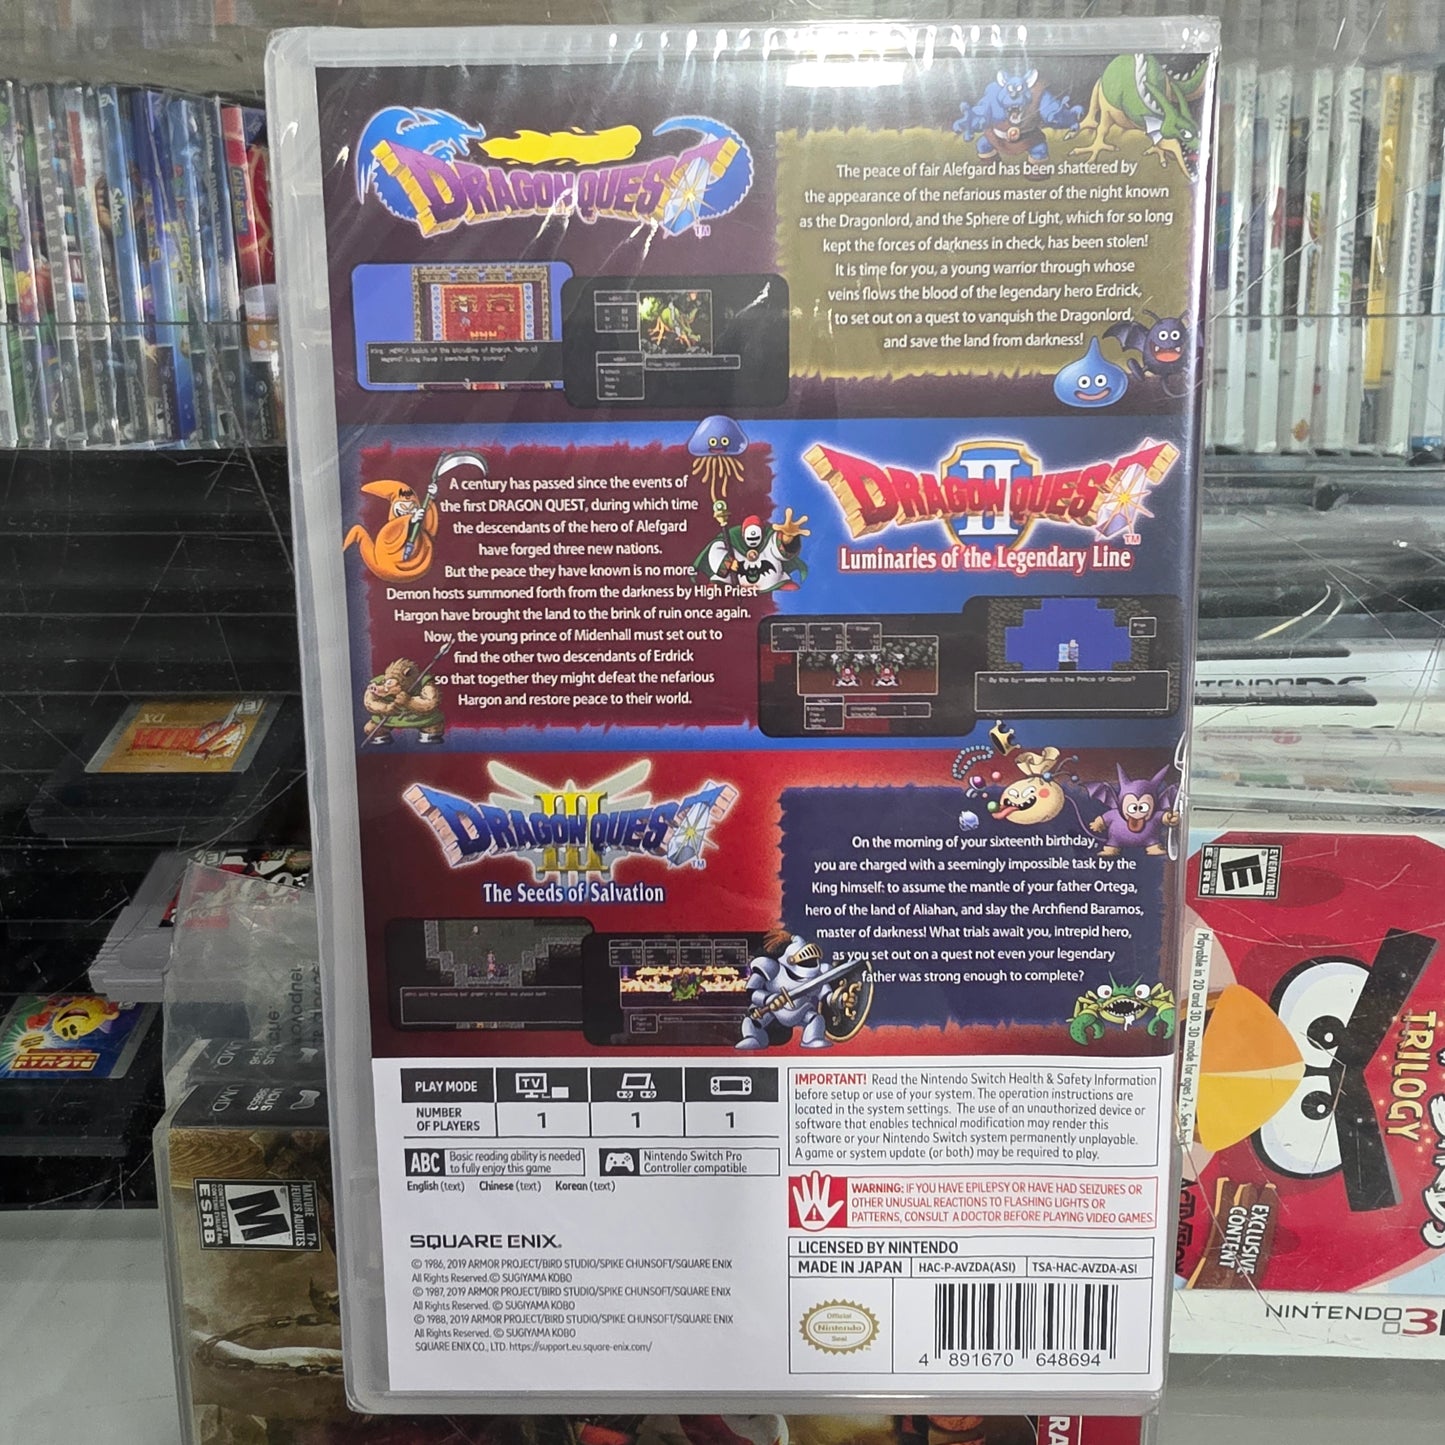 DRAGON QUEST
TM
The peace of fair Alefgard has been shattered by
the appearance of the nefarious master of the night known
as the Dragonlord, and the Sphere of Light, which for so long
kept the forces of darkness in check, has been stolen!
It is time for you, a young warrior through whose
veins flows the blood of the legendary hero Erdrick,
to set out on a quest to vanquish the Dragonlord,
and save the land from darkness!
A century has passed since the events of
the first DRAGON QUEST, during which time
the descendants of the hero of Alefgard
have forged three new nations.
But the peace they have known is no more.
Demon hosts summoned forth from the darkness by High Priest
Hargon have brought the land to the brink of ruin once again.
Now, the young prince of Midenhall must set out to
find the other two descendants of Erdrick
so that together they might defeat the nefarious
Hargon and restore peace to their world.
DRAGON QUEST
II
TM
Luminaries of the Legendary Line
DRAGON QUEST
III
TM
The Seeds of Salvation
On the morning of your sixteenth birthday,
you are charged with a seemingly impossible task by the
King himself: to assume the mantle of your father Ortega,
hero of the land of Aliahan, and slay the Archfiend Baramos,
master of darkness! What trials await you, intrepid hero,
as you set out on a quest not even your legendary
father was strong enough to complete?
PLAY MODE
TV
NUMBER
OF PLAYERS
1 1 1
ABC
Basic reading ability is needed
to fully enjoy this game
Nintendo Switch Pro
Controller compatible
English (text) Chinese (text) Korean (text)
IMPORTANT! Read the Nintendo Switch Health & Safety Information
before setup or use of your system. The operation instructions are
located in the system settings. The use of an unauthorized device or
software that enables technical modification may render this
software or your Nintendo Switch system permanently unplayable.
A game or system update (or both) may be required to play.
WARNING: IF YOU HAVE EPILEPSY OR HAVE HAD SEIZURES OR
OTHER UNUSUAL REACTIONS TO FLASHING LIGHTS OR
PATTERNS, CONSULT A DOCTOR BEFORE PLAYING VIDEO GAMES.
SQUARE ENIX.
© 1986, 2019 ARMOR PROJECT/BIRD STUDIO/SPIKE CHUNSOFT/SQUARE ENIX
All Rights Reserved. © SUGIYAMA KOBO
© 1987, 2019 ARMOR PROJECT/BIRD STUDIO/SPIKE CHUNSOFT/SQUARE ENIX
All Rights Reserved. © SUGIYAMA KOBO
© 1988, 2019 ARMOR PROJECT/BIRD STUDIO/SPIKE CHUNSOFT/SQUARE ENIX
All Rights Reserved. © SUGIYAMA KOBO
SQUARE ENIX CO., LTD. https://support.eu.square-enix.com/
LICENSED BY NINTENDO
MADE IN JAPAN HAC-P-AVZDA(ASI) TSA-HAC-AVZDA-ASI
Official
Nintendo
Seal
4 891670 648694
EVERYONE
E
ESRB
Playable in 2D and 3D. 3D mode for ages 7+.
TRILOGY
ACTIVISION
EXCLUSIVE
CONTENT
NINTENDO 3
MATURE
17+
M
ESRB
UMD
DX